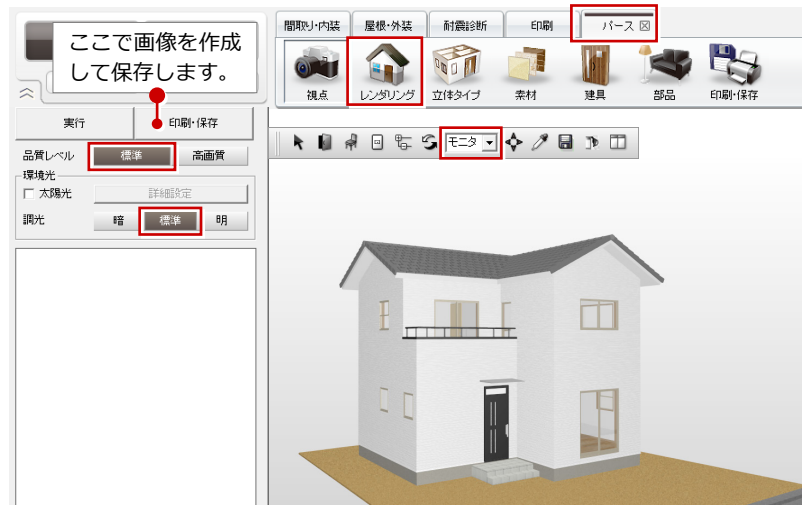 間取り・内装 屋根・外装 耐震診断 印刷 パース
ここで画像を作成
して保存します。
視点 レンダリング 立体タイプ 素材 建具 部品 印刷・保存
実行 印刷・保存
モニタ
品質レベル 標準 高画質
環境光
太陽光 詳細設定
調光 暗 標準 明